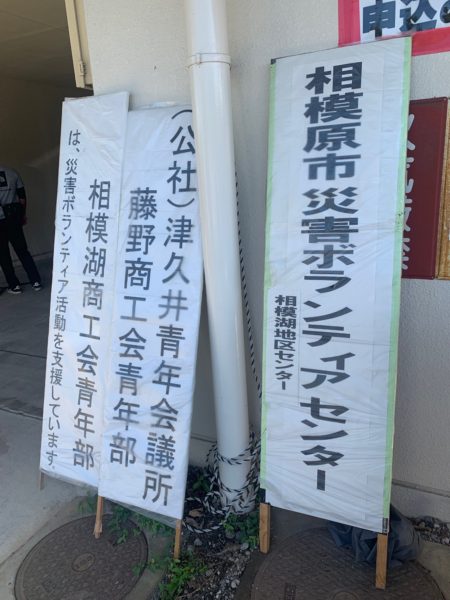 申込の
相模原市災害ボランティアセンター
相模湖地区センター
(公社)津久井青年会議所
藤野商工会青年部
相模湖商工会青年部
は、災害ボランティア活動を支援しています。